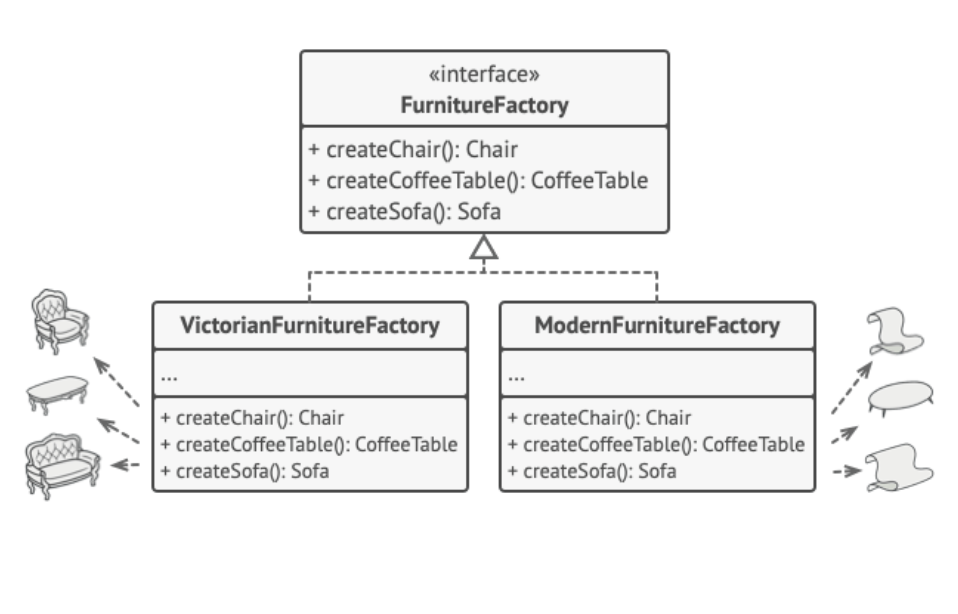 «interface»
FurnitureFactory
+ createChair(): Chair
+ createCoffeeTable(): CoffeeTable
+ createSofa(): Sofa
VictorianFurnitureFactory
...
+ createChair(): Chair
+ createCoffeeTable(): CoffeeTable
+ createSofa(): Sofa
ModernFurnitureFactory
...
+ createChair(): Chair
+ createCoffeeTable(): CoffeeTable
+ createSofa(): Sofa